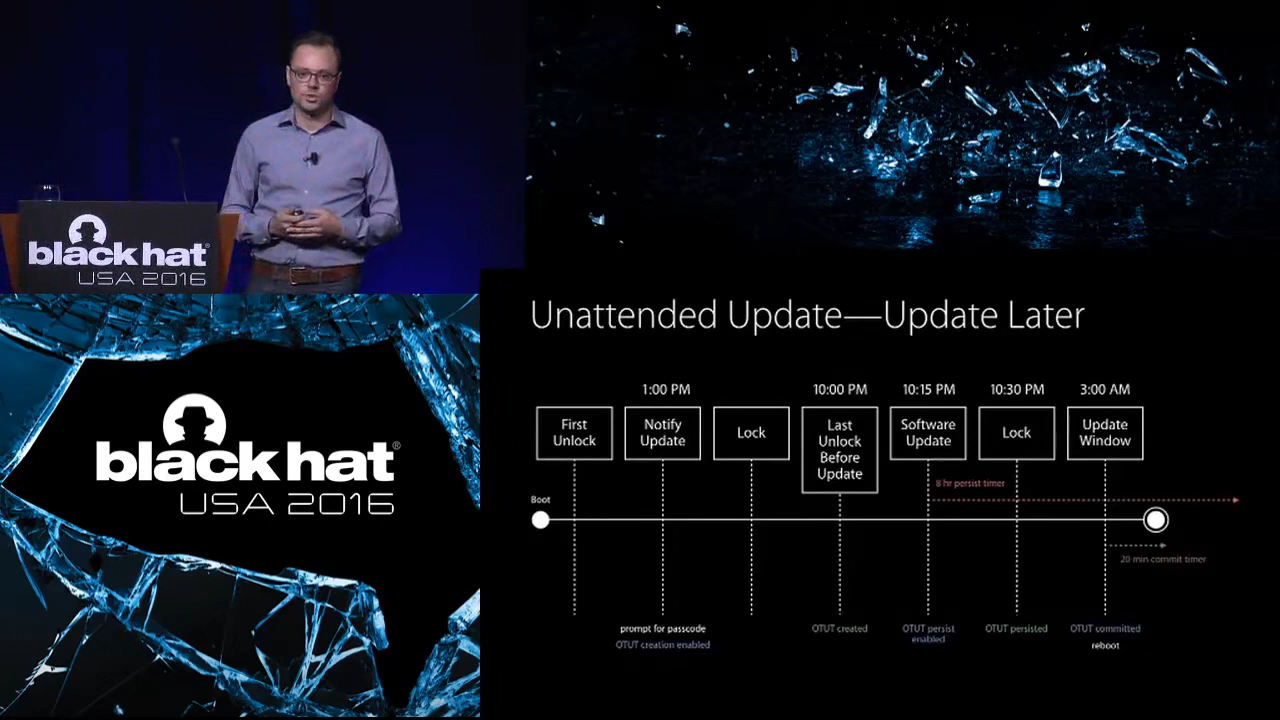 black hat®
USA 2016
black hat®
USA 2016
Unattended Update—Update Later
1:00 PM
10:00 PM
10:15 PM
10:30 PM
3:00 AM
First
Unlock
Notify
Update
Lock
Last
Unlock
Before
Update
Software
Update
Lock
Update
Window
8 hr persist timer
Boot
20 min commit timer
prompt for passcode
OTUT creation enabled
OTUT created
OTUT persist
enabled
OTUT persisted
OTUT committed
reboot